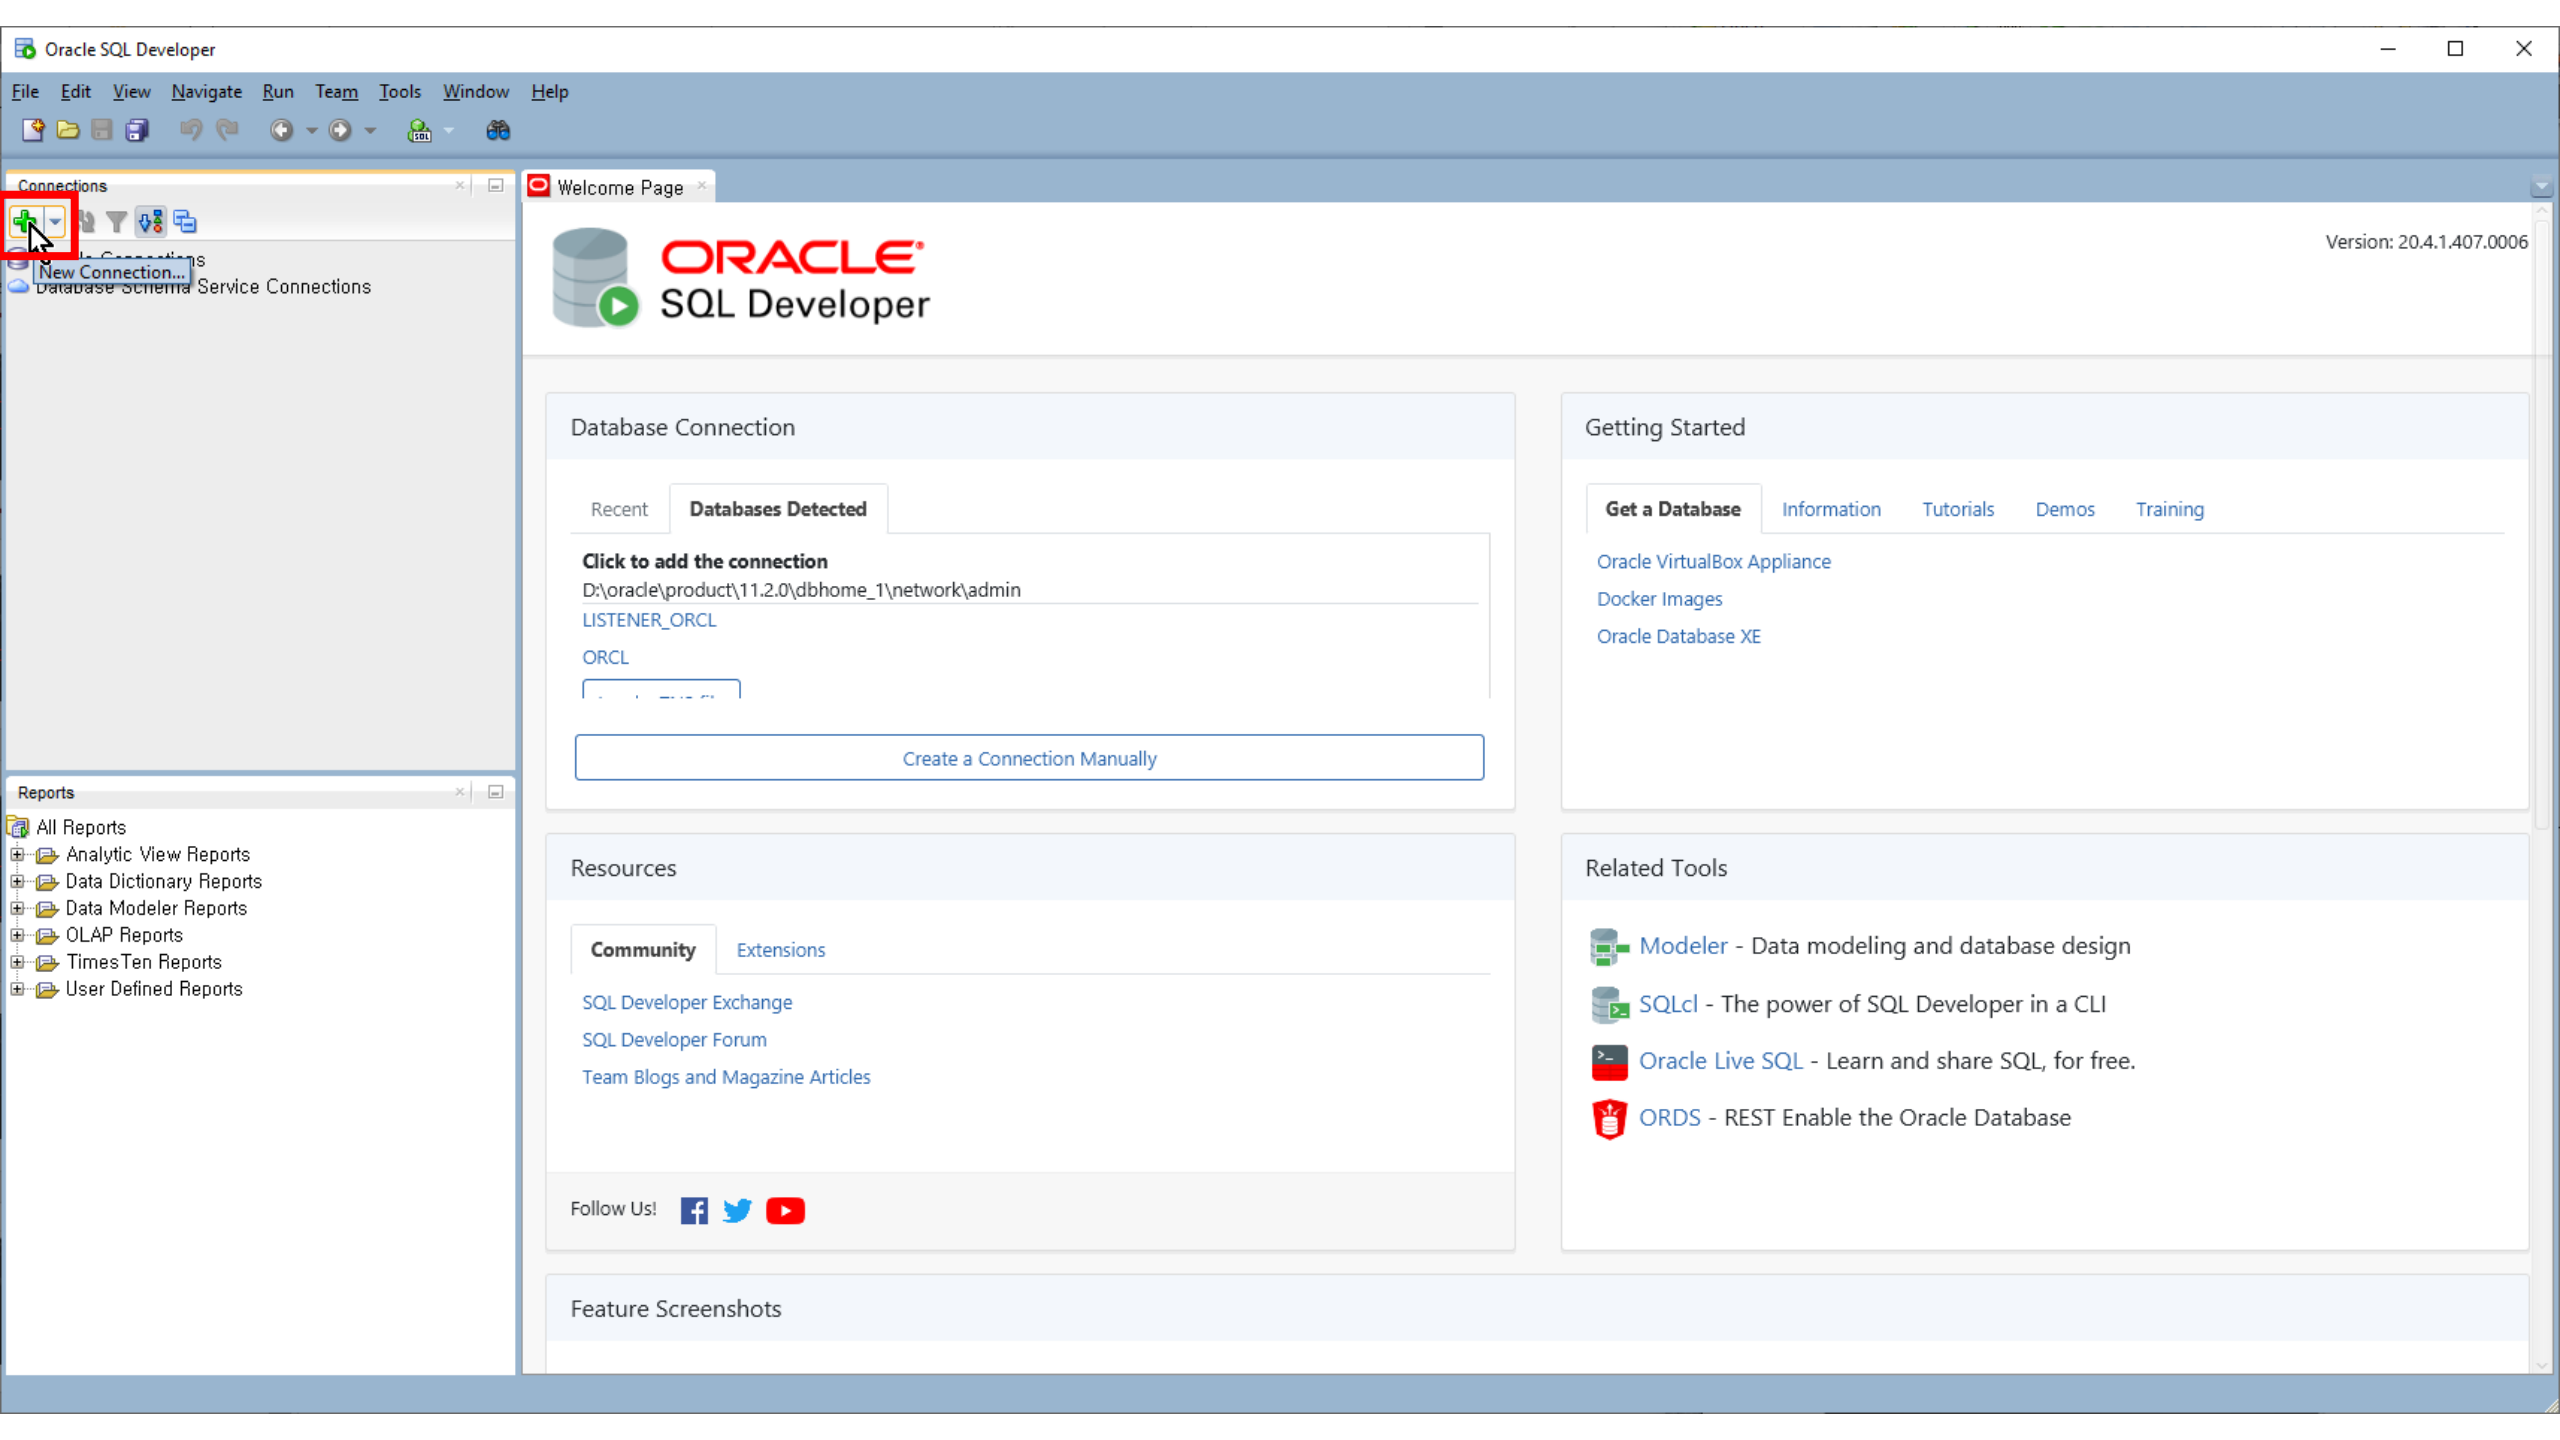 Oracle SQL Developer
File Edit View Navigate Run Team Tools Window Help
SQL
Connections
New Connection...
Database Schema Service Connections
Welcome Page
ORACLE
SQL Developer
Version: 20.4.1.407.0006
Database Connection
Recent Databases Detected
Click to add the connection
D:\oracle\product\11.2.0\dbhome_1\network\admin
LISTENER_ORCL
ORCL
Create a Connection Manually
Getting Started
Get a Database Information Tutorials Demos Training
Oracle VirtualBox Appliance
Docker Images
Oracle Database XE
Reports
All Reports
Analytic View Reports
Data Dictionary Reports
Data Modeler Reports
OLAP Reports
TimesTen Reports
User Defined Reports
Resources
Community Extensions
SQL Developer Exchange
SQL Developer Forum
Team Blogs and Magazine Articles
Follow Us!
Related Tools
Modeler - Data modeling and database design
SQLcl - The power of SQL Developer in a CLI
Oracle Live SQL - Learn and share SQL, for free.
ORDS - REST Enable the Oracle Database
Feature Screenshots